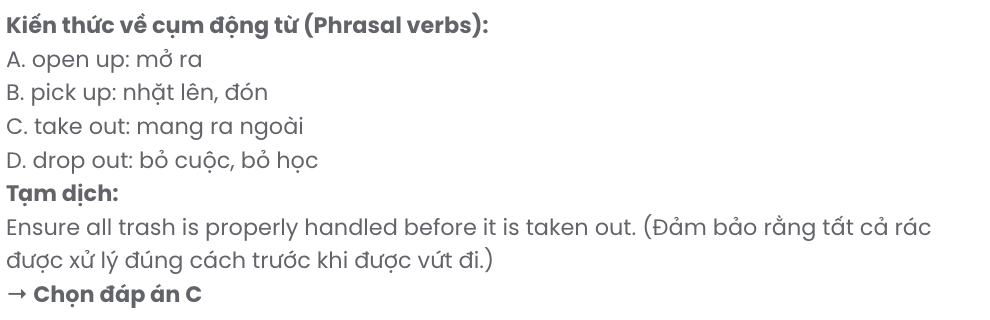 Kiến thức về cụm động từ (Phrasal verbs):
A. open up: mở ra
B. pick up: nhặt lên, đón
C. take out: mang ra ngoài
D. drop out: bỏ cuộc, bỏ học
Tạm dịch:
Ensure all trash is properly handled before it is taken out. (Đảm bảo rằng tất cả rác
được xử lý đúng cách trước khi được vứt đi.)
→ Chọn đáp án C